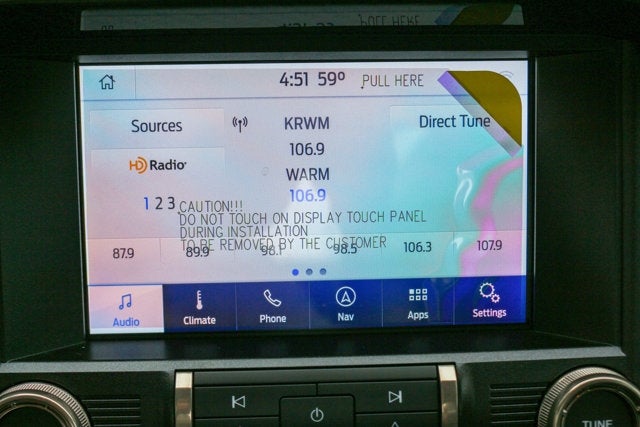 PULL HERE
4:51 59° PULL HERE
Sources KRWM Direct Tune
106.9
HD Radio WARM
106.9
1 2 3
CAUTION!!!
DO NOT TOUCH ON DISPLAY TOUCH PANEL
DURING INSTALLATION
TO BE REMOVED BY THE CUSTOMER
87.9 89.9 98.1 98.5 106.3 107.9
Audio Climate Phone Nav Apps Settings
TUNE